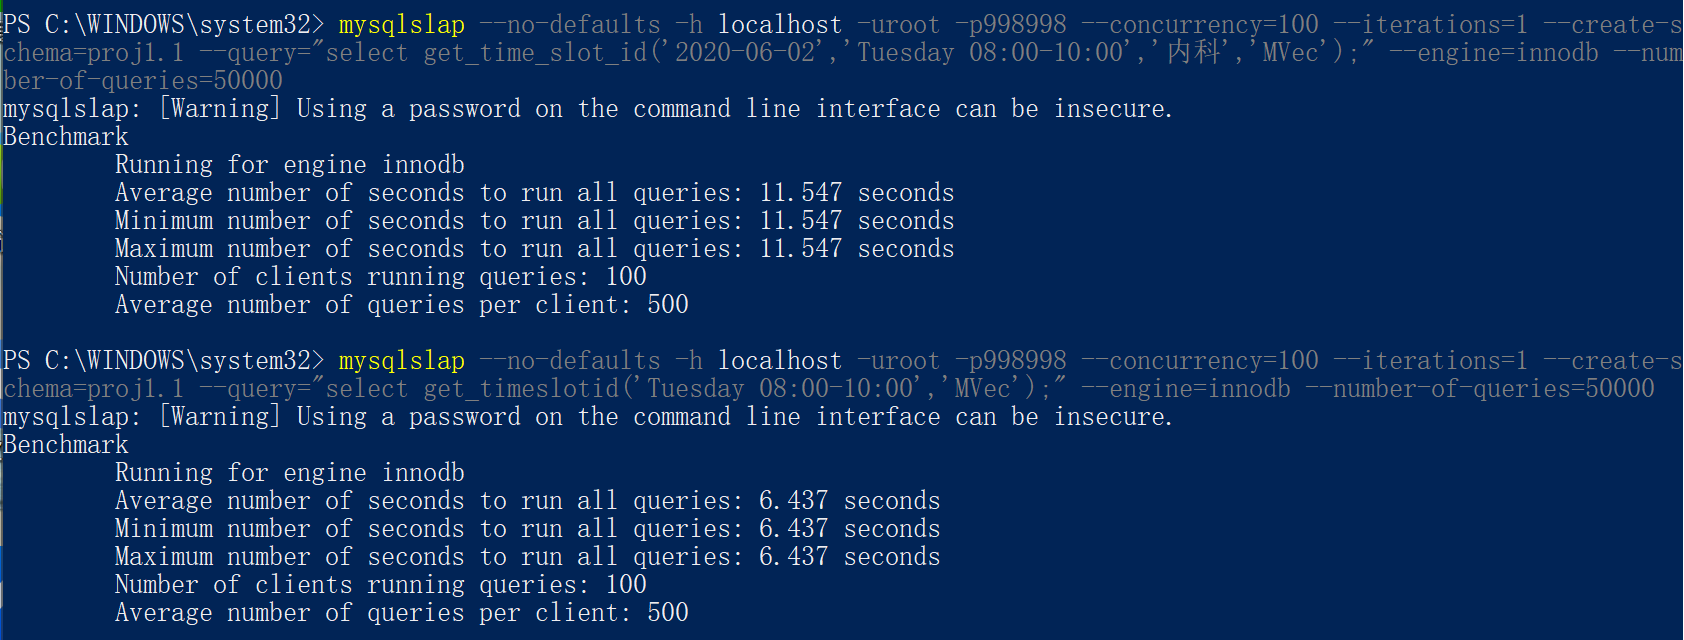 PS C:\WINDOWS\system32> mysqlslap --no-defaults -h localhost -uroot -p998998 --concurrency=100 --iterations=1 --create-s
chema=proj1.1 --query="select get_time_slot_id('2020-06-02','Tuesday 08:00-10:00','内科','MVec');" --engine=innodb --num
ber-of-queries=50000
mysqlslap: [Warning] Using a password on the command line interface can be insecure.
Benchmark
        Running for engine innodb
        Average number of seconds to run all queries: 11.547 seconds
        Minimum number of seconds to run all queries: 11.547 seconds
        Maximum number of seconds to run all queries: 11.547 seconds
        Number of clients running queries: 100
        Average number of queries per client: 500

PS C:\WINDOWS\system32> mysqlslap --no-defaults -h localhost -uroot -p998998 --concurrency=100 --iterations=1 --create-s
chema=proj1.1 --query="select get_timeslotid('Tuesday 08:00-10:00','MVec');" --engine=innodb --number-of-queries=50000
mysqlslap: [Warning] Using a password on the command line interface can be insecure.
Benchmark
        Running for engine innodb
        Average number of seconds to run all queries: 6.437 seconds
        Minimum number of seconds to run all queries: 6.437 seconds
        Maximum number of seconds to run all queries: 6.437 seconds
        Number of clients running queries: 100
        Average number of queries per client: 500